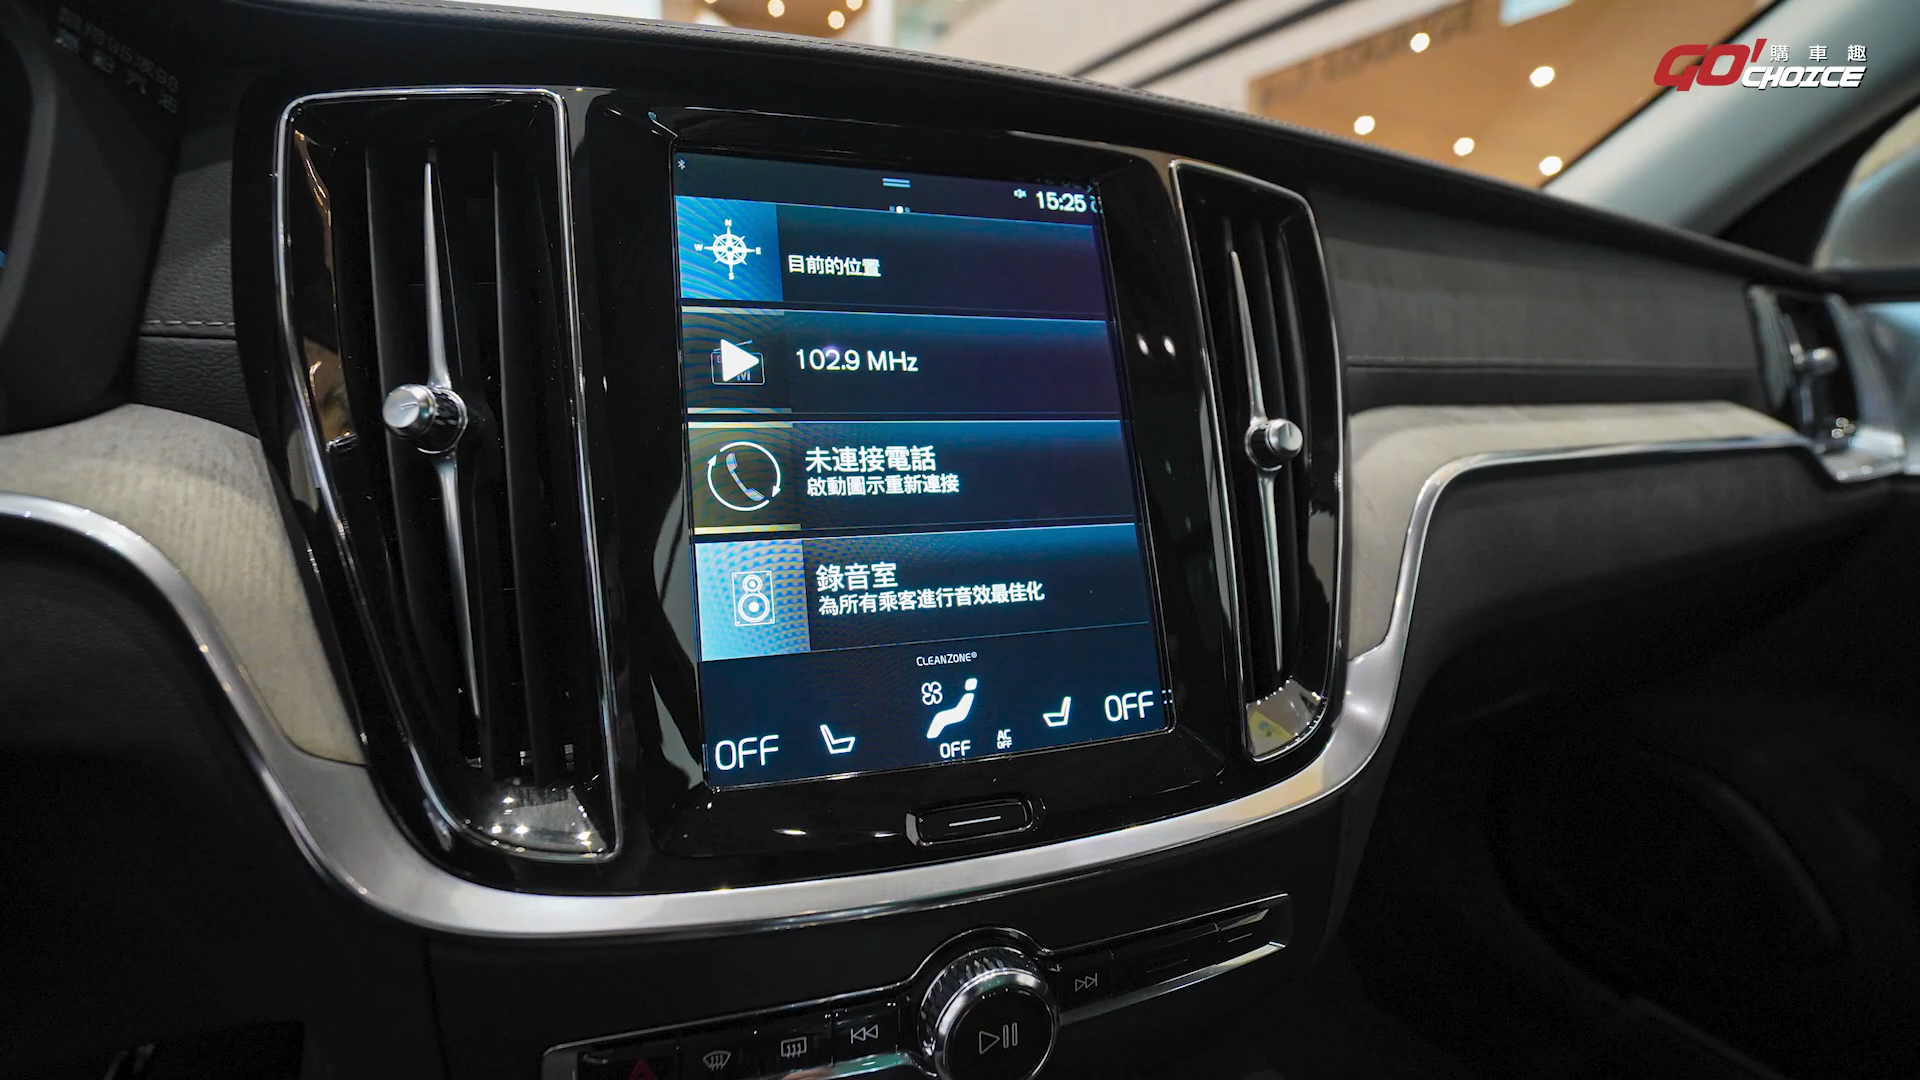 GO! 購車趣
CHOICE
15:25
N
W E
S
目前的位置
102.9 MHz
未連接電話
啟動圖示重新連接
錄音室
為所有乘客進行音效最佳化
CLEANZONE®
OFF
OFF
AC
OFF
OFF